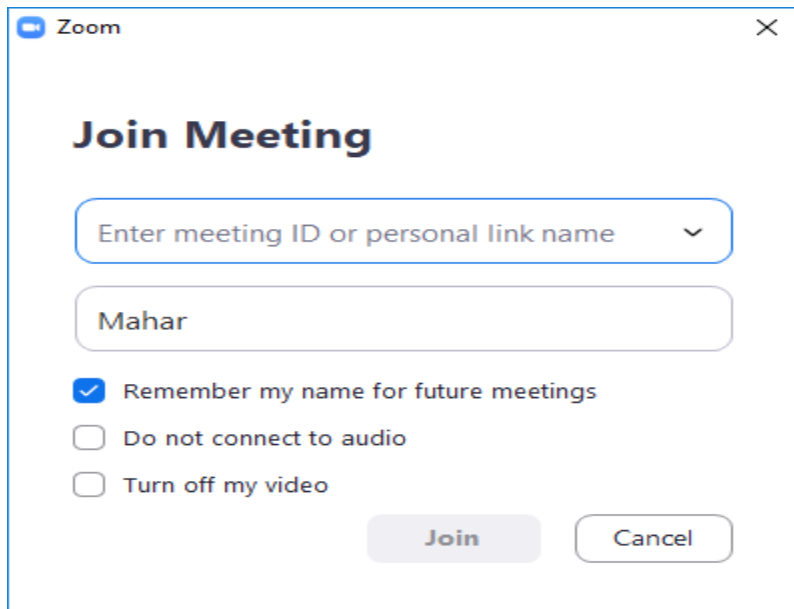 Zoom
Join Meeting
Enter meeting ID or personal link name
Mahar
Remember my name for future meetings
Do not connect to audio
Turn off my video
Join Cancel